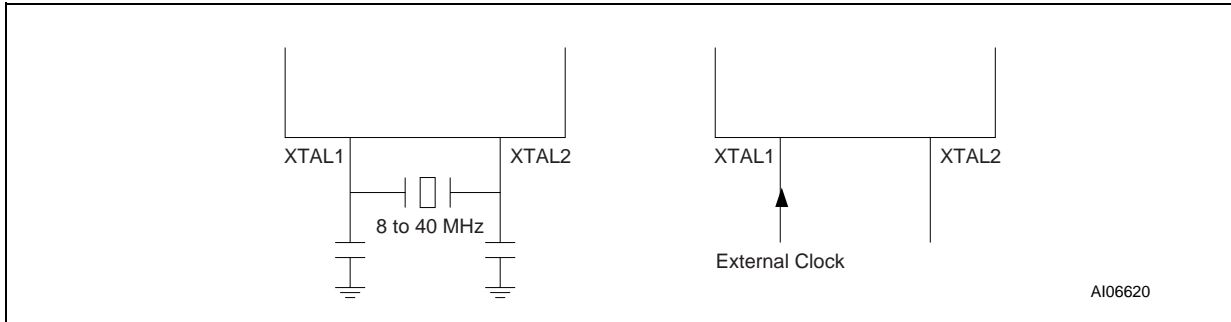 XTAL1 XTAL2 XTAL1 XTAL2
8 to 40 MHz
External Clock
AI06620